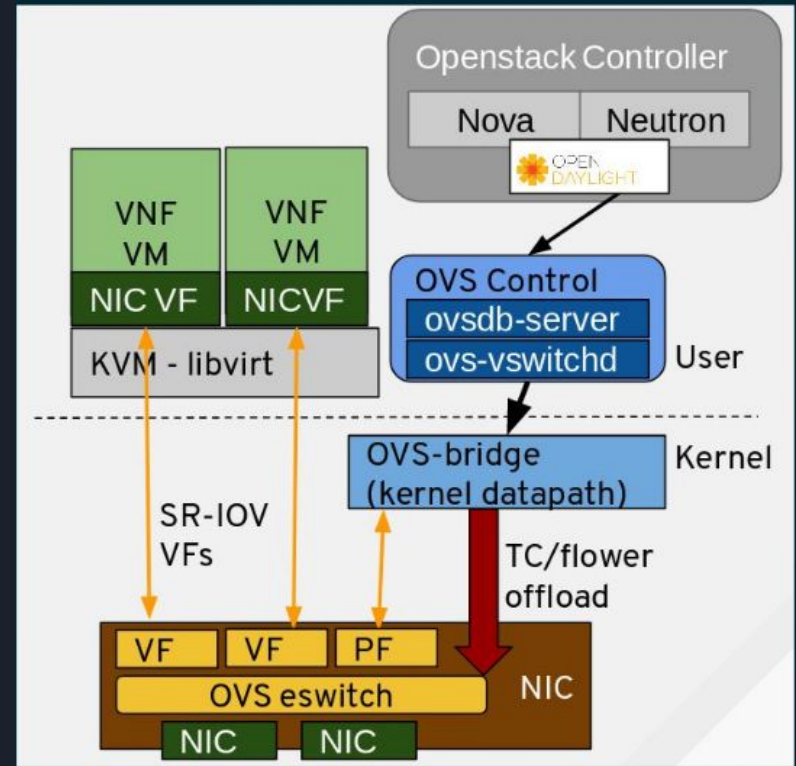 Openstack Controller
Nova
Neutron
OPEN
DAYLIGHT
VNF
VM
NIC VF
VNF
VM
NICVF
KVM - libvirt
OVS Control
ovsdb-server
ovs-vswitchd
User
OVS-bridge
(kernel datapath)
Kernel
SR-IOV
VFs
TC/flower
offload
VF
VF
PF
OVS eswitch
NIC
NIC
NIC